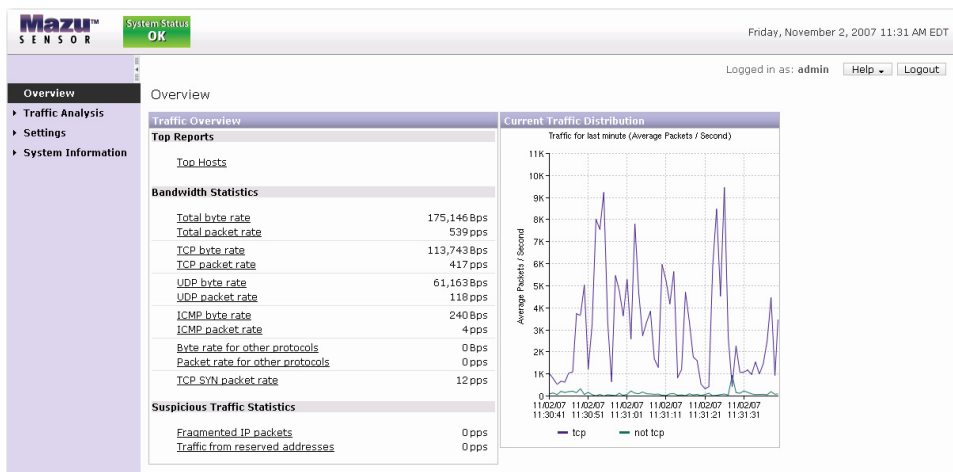 Mazu™
SENSOR
System Status
OK
Friday, November 2, 2007 11:31 AM EDT
Logged in as: admin Help Logout
Overview
Traffic Analysis
Settings
System Information
Overview
Traffic Overview
Top Reports
Top Hosts
Bandwidth Statistics
Total byte rate 175,146 Bps
Total packet rate 539 pps
TCP byte rate 113,743 Bps
TCP packet rate 417 pps
UDP byte rate 61,163 Bps
UDP packet rate 118 pps
ICMP byte rate 240 Bps
ICMP packet rate 4 pps
Byte rate for other protocols 0 Bps
Packet rate for other protocols 0 pps
TCP SYN packet rate 12 pps
Suspicious Traffic Statistics
Fragmented IP packets 0 pps
Traffic from reserved addresses 0 pps
Current Traffic Distribution
Traffic for last minute (Average Packets / Second)
Average Packets / Second
11K
10K
9K
8K
7K
6K
5K
4K
3K
2K
1K
0
11/02/07 11/02/07 11/02/07 11/02/07 11/02/07 11/02/07
11:30:41 11:30:51 11:31:01 11:31:11 11:31:21 11:31:31
tcp not tcp